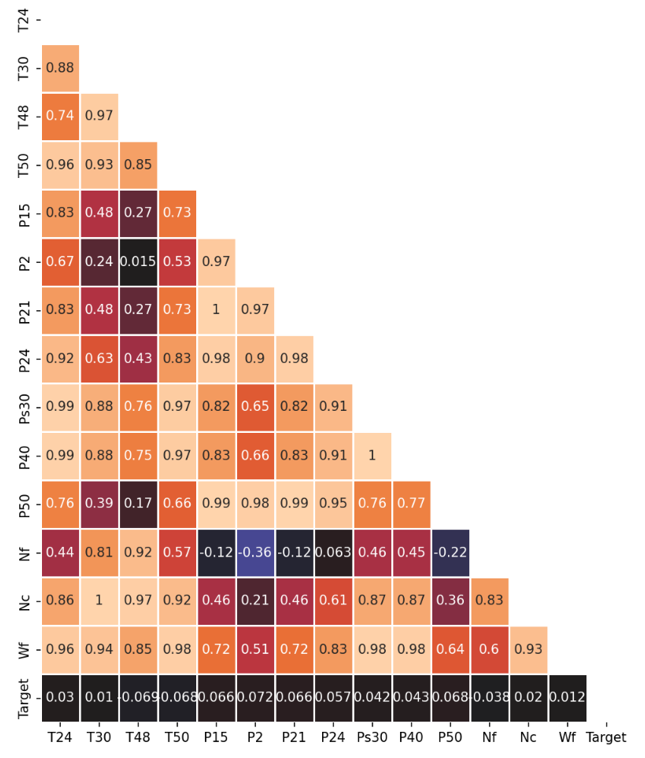 T24
T30 0.88
T48 0.74 0.97
T50 0.96 0.93 0.85
P15 0.83 0.48 0.27 0.73
P2 0.67 0.24 0.015 0.53 0.97
P21 0.83 0.48 0.27 0.73 1 0.97
P24 0.92 0.63 0.43 0.83 0.98 0.9 0.98
Ps30 0.99 0.88 0.76 0.97 0.82 0.65 0.82 0.91
P40 0.99 0.88 0.75 0.97 0.83 0.66 0.83 0.91 1
P50 0.76 0.39 0.17 0.66 0.99 0.98 0.99 0.95 0.76 0.77
Nf 0.44 0.81 0.92 0.57 -0.12 -0.36 -0.12 0.063 0.46 0.45 -0.22
Nc 0.86 1 0.97 0.92 0.46 0.21 0.46 0.61 0.87 0.87 0.36 0.83
Wf 0.96 0.94 0.85 0.98 0.72 0.51 0.72 0.83 0.98 0.98 0.64 0.6 0.93
Target 0.03 0.01 -0.069 -0.068 0.066 0.072 0.066 0.057 0.042 0.043 0.068 -0.038 0.02 0.012
T24 T30 T48 T50 P15 P2 P21 P24 Ps30 P40 P50 Nf Nc Wf Target